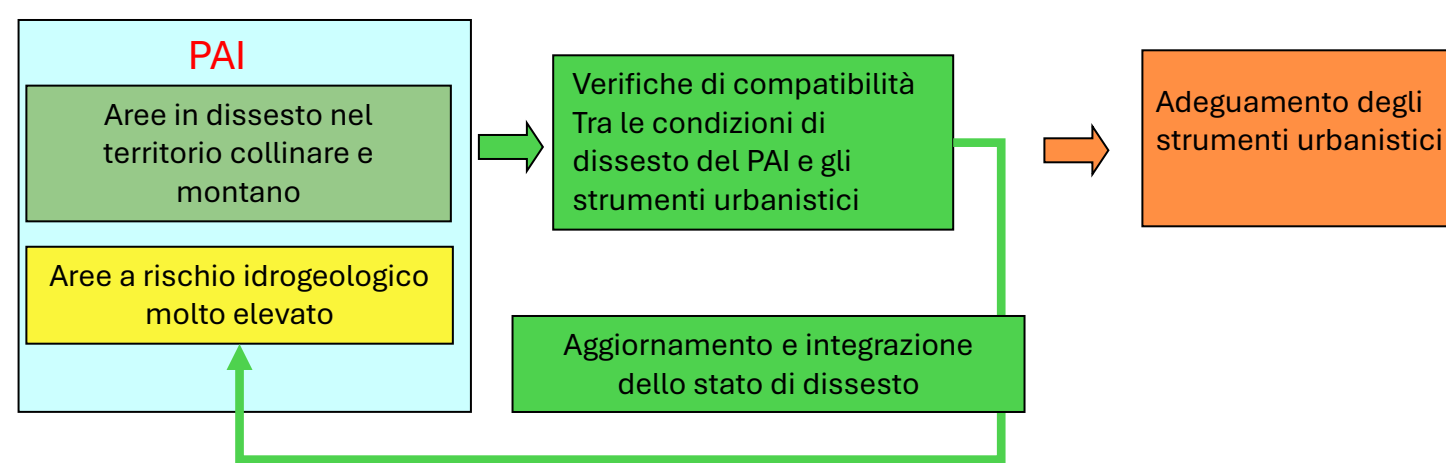 PAI
Aree in dissesto nel
territorio collinare e
montano
Aree a rischio idrogeologico
molto elevato
Verifiche di compatibilità
Tra le condizioni di
dissesto del PAI e gli
strumenti urbanistici
Aggiornamento e integrazione
dello stato di dissesto
Adeguamento degli
strumenti urbanistici